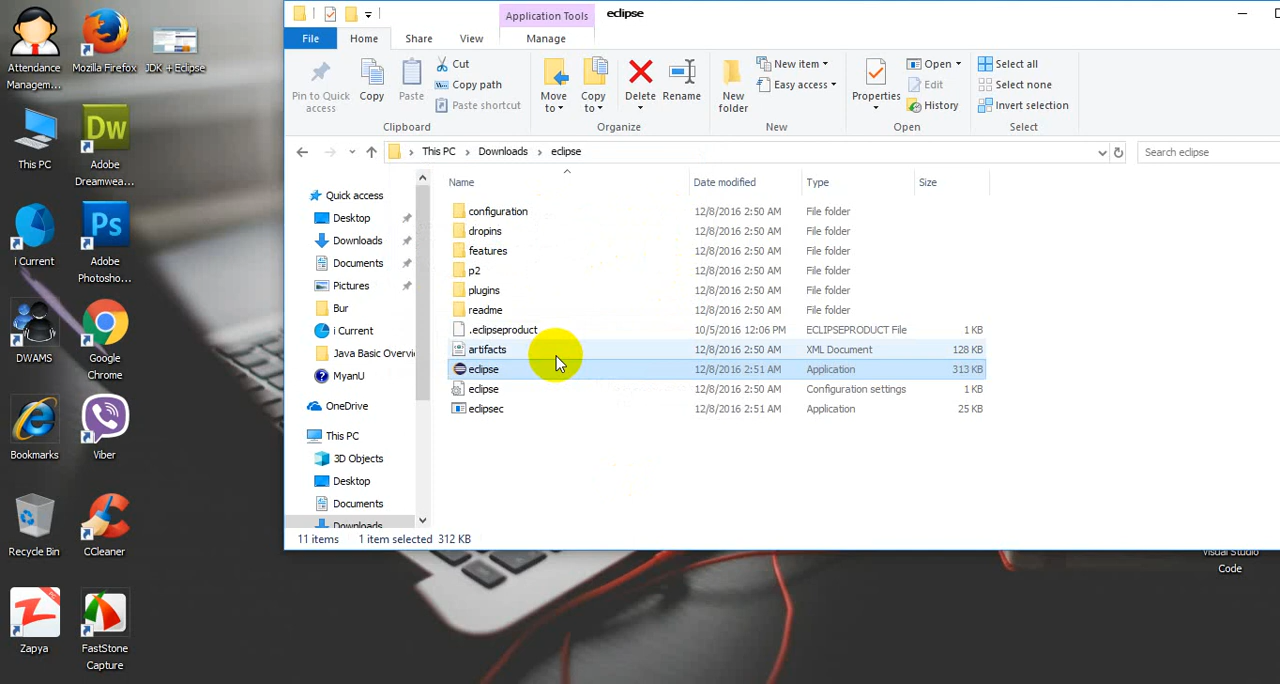 Attendance
Managem...
Mozilla Firefox
JDK + Eclipse
This PC
Dw
Adobe
Dreamwea...
i Current
Ps
Adobe
Photosho...
DWAMS
Google
Chrome
Bookmarks
Viber
Recycle Bin
CCleaner
Zapya
FastStone
Capture
Application Tools
eclipse
File
Home
Share
View
Manage
Pin to Quick
access
Copy
Paste
Cut
Copy path
Paste shortcut
Clipboard
Move
to
Copy
to
Delete
Rename
Organize
New
folder
New item
Easy access
New
Properties
Open
Edit
History
Open
Select all
Select none
Invert selection
Select
This PC > Downloads > eclipse
Search eclipse
Quick access
Desktop
Downloads
Documents
Pictures
Bur
i Current
Java Basic Overvi
MyanU
OneDrive
This PC
3D Objects
Desktop
Documents
Downloads
Name Date modified Type Size
configuration 12/8/2016 2:50 AM File folder
dropins 12/8/2016 2:50 AM File folder
features 12/8/2016 2:50 AM File folder
p2 12/8/2016 2:50 AM File folder
plugins 12/8/2016 2:50 AM File folder
readme 12/8/2016 2:50 AM File folder
.eclipseproduct 10/5/2016 12:06 PM ECLIPSEPRODUCT File 1 KB
artifacts 12/8/2016 2:50 AM XML Document 128 KB
eclipse 12/8/2016 2:51 AM Application 313 KB
eclipse 12/8/2016 2:50 AM Configuration settings 1 KB
eclipsec 12/8/2016 2:51 AM Application 25 KB
11 items 1 item selected 312 KB
Visual Studio
Code